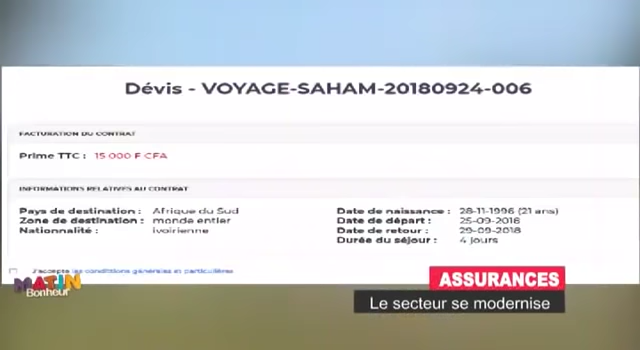 Dévis - VOYAGE-SAHAM-20180924-006
FACTURATION DU CONTRAT
Prime TTC : 15 000 F CFA
INFORMATIONS RELATIVES AU CONTRAT
Pays de destination : Afrique du Sud
Zone de destination : monde entier
Nationalité : ivoirienne
Date de naissance : 28-11-1996 (21 ans)
Date de départ : 25-09-2018
Date de retour : 29-09-2018
Durée du séjour : 4 jours
J'accepte les conditions générales et particulières
MATIN
Bonheur
ASSURANCES
Le secteur se modernise